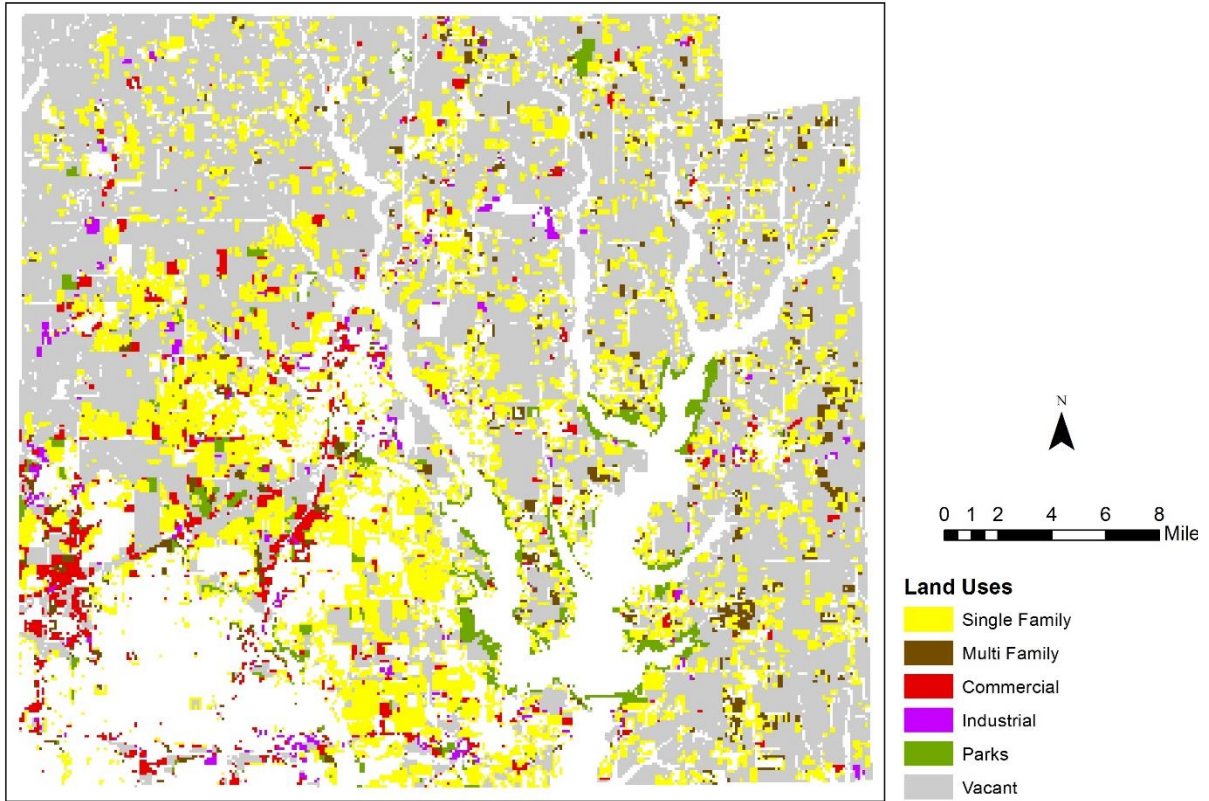 N
0 1 2 4 6 8
Mile
Land Uses
Single Family
Multi Family
Commercial
Industrial
Parks
Vacant